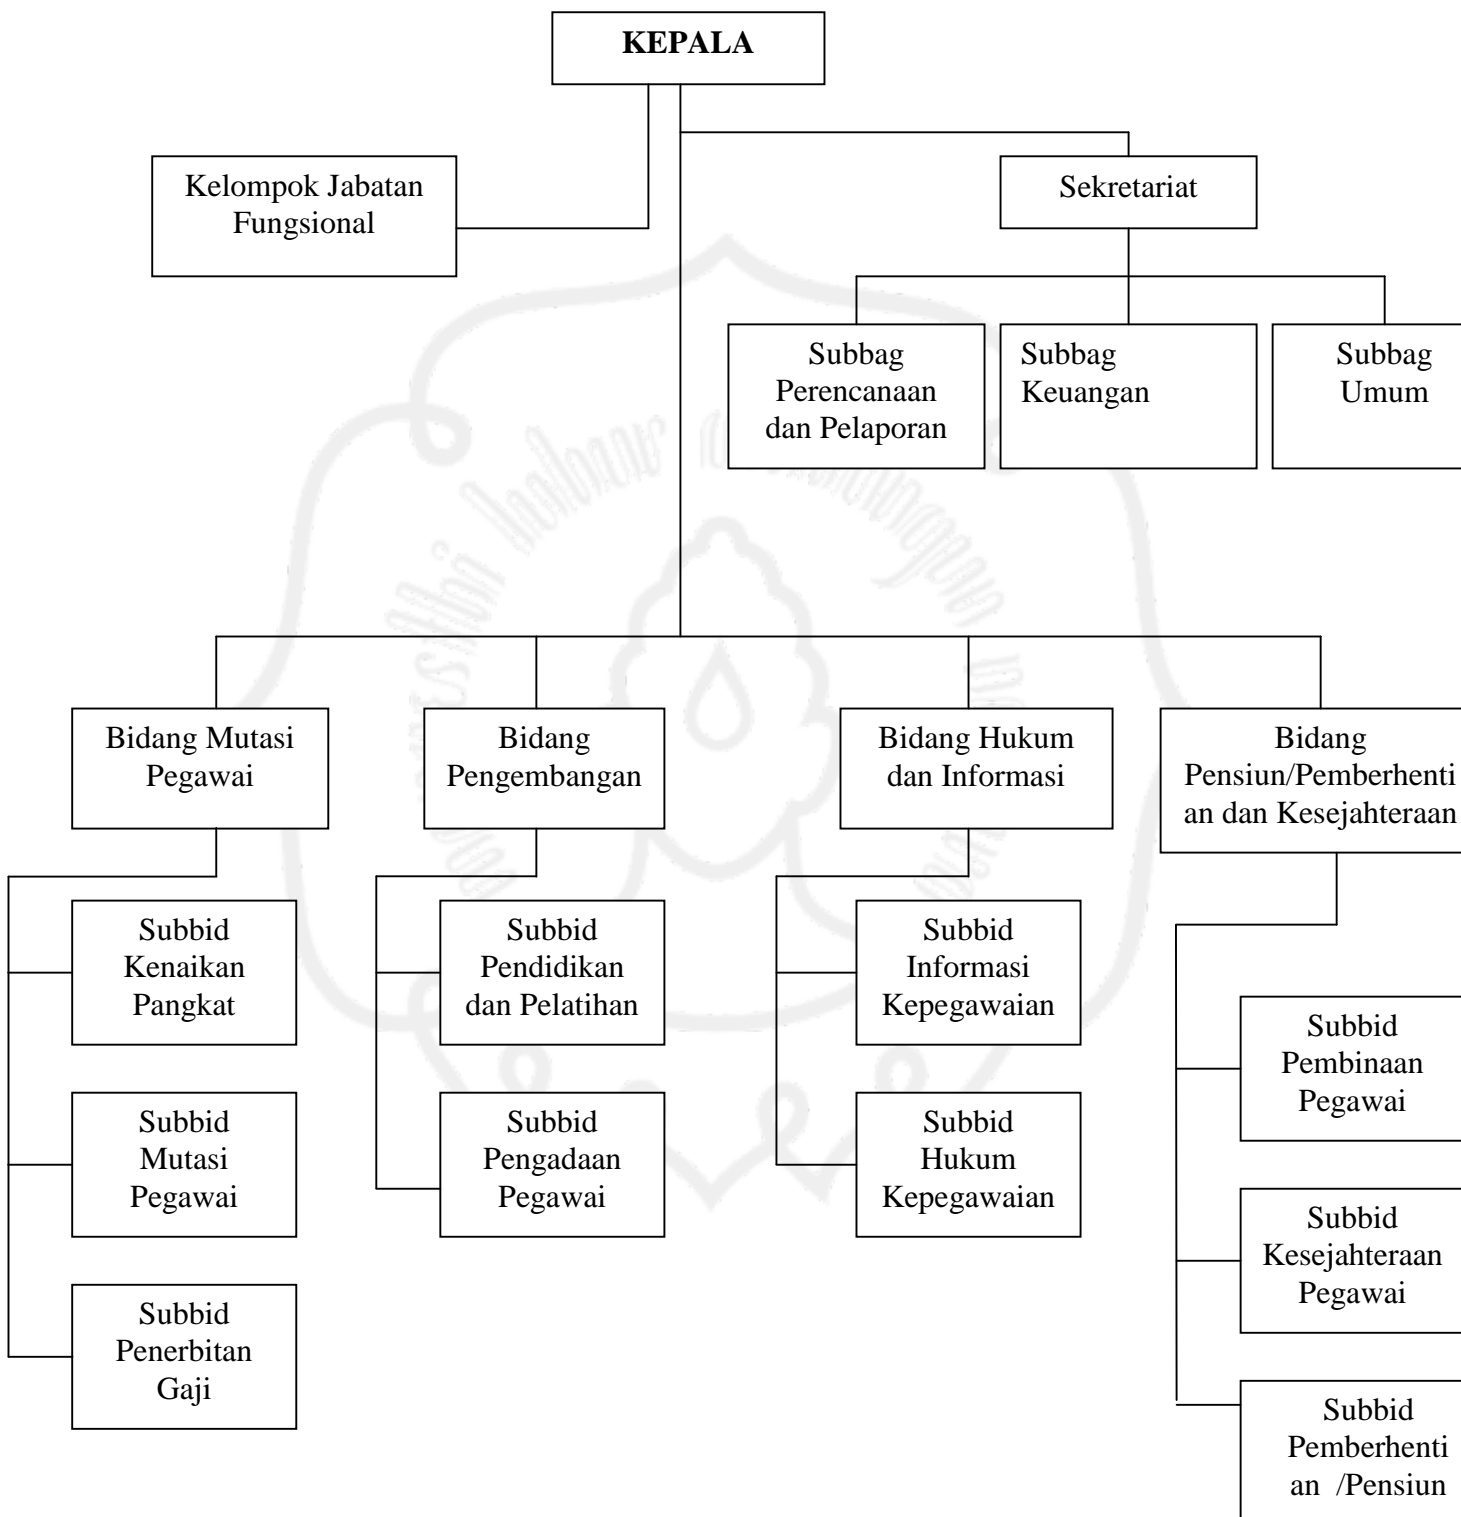 KEPALA
Kelompok Jabatan
Fungsional
Sekretariat
Subbag
Perencanaan
dan Pelaporan
Subbag
Keuangan
Subbag
Umum
Bidang Mutasi
Pegawai
Bidang
Pengembangan
Bidang Hukum
dan Informasi
Bidang
Pensiun/Pemberhenti
an dan Kesejahteraan
Subbid
Kenaikan
Pangkat
Subbid
Pendidikan
dan Pelatihan
Subbid
Informasi
Kepegawaian
Subbid
Pembinaan
Pegawai
Subbid
Mutasi
Pegawai
Subbid
Pengadaan
Pegawai
Subbid
Hukum
Kepegawaian
Subbid
Kesejahteraan
Pegawai
Subbid
Penerbitan
Gaji
Subbid
Pemberhenti
an /Pensiun